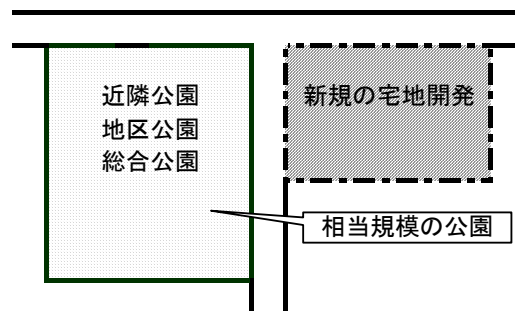 近隣公園
地区公園
総合公園
新規の宅地開発
相当規模の公園